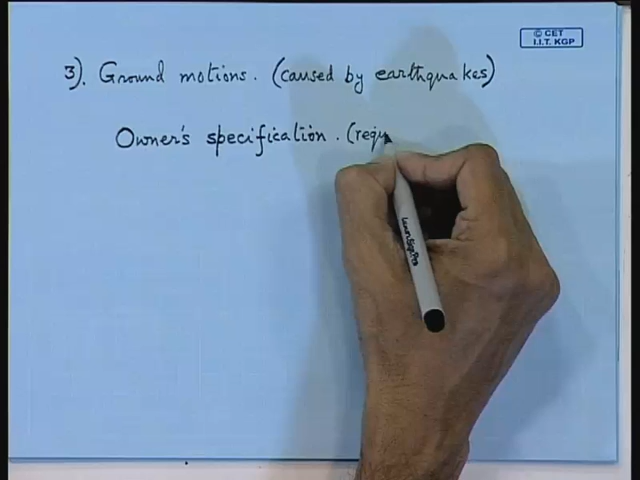 © CET
I.I.T. KGP
3). Ground motions. (caused by earthquakes)
Owner's specification. (requ